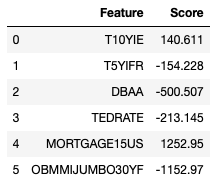 Feature Score
0 T10YIE 140.611
1 T5YIFR -154.228
2 DBAA -500.507
3 TEDRATE -213.145
4 MORTGAGE15US 1252.95
5 OBMMIJUMBO30YF -1152.97